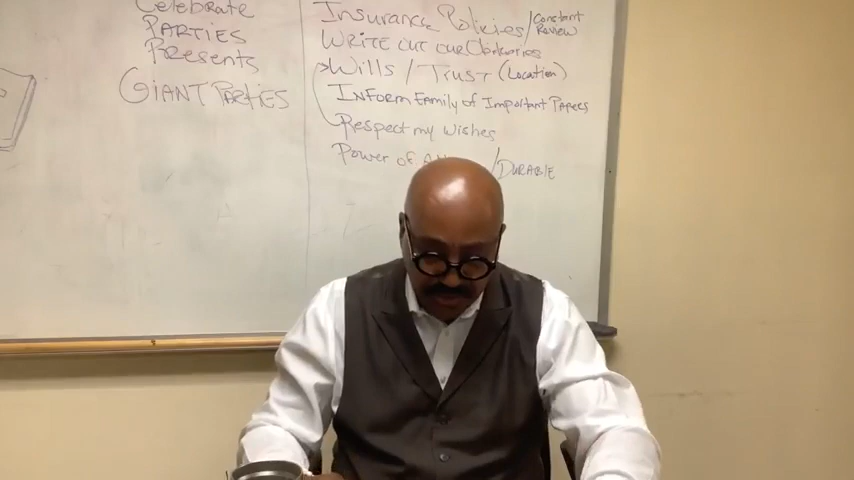 Celebrate
PARTIES
Presents
GIANT PARTIES
Insurance Policies / Constant
Review
WRITE OUT OUR Obituaries
Wills / TRUST (Location)
INFORM Family of Important Papers
Respect my Wishes
Power of / DURABLE